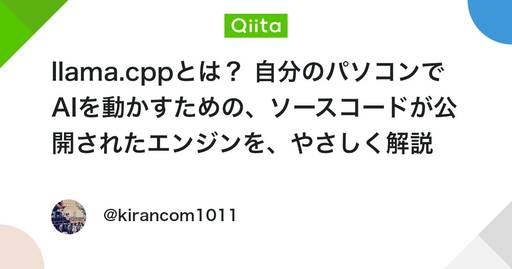 Qiita
llama.cppとは？ 自分のパソコンで
AIを動かすための、ソースコードが公
開されたエンジンを、やさしく解説
@kirancom1011